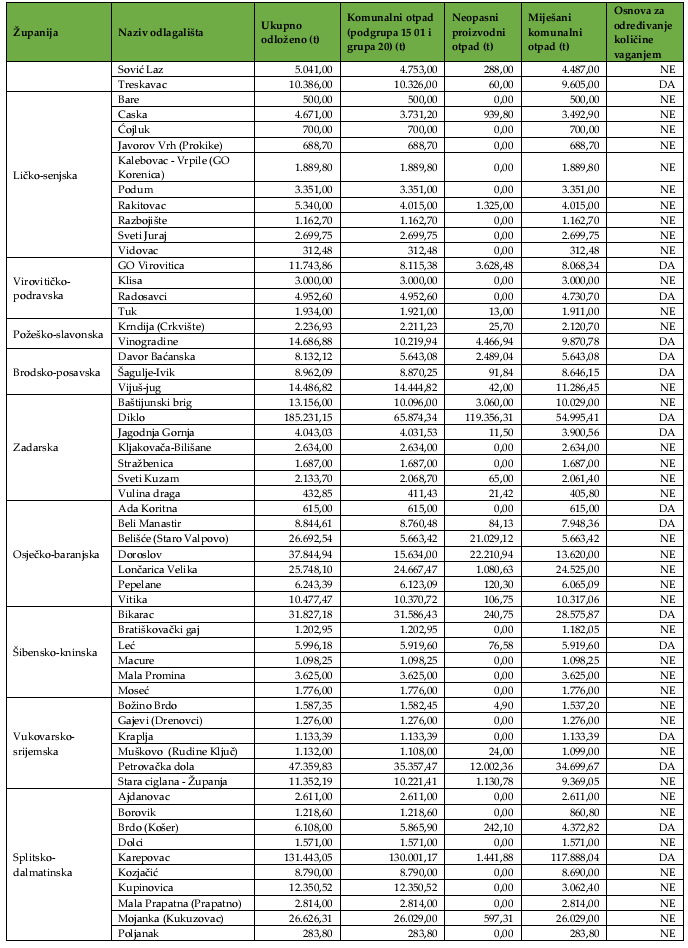 Županija | Naziv odlagališta | Ukupno odloženo (t) | Komunalni otpad (podgrupa 15 01 i grupa 20) (t) | Neopasni proizvodni otpad (t) | Miješani komunalni otpad (t) | Osnova za određivanje količine vaganjem
Sović Laz | 5.041,00 | 4.753,00 | 288,00 | 4.487,00 | NE
Treskavac | 10.386,00 | 10.326,00 | 60,00 | 9.605,00 | DA
Ličko-senjska | Bare | 500,00 | 500,00 | 0,00 | 500,00 | NE
Caska | 4.671,00 | 3.731,20 | 939,80 | 3.492,90 | NE
Ćojluk | 700,00 | 700,00 | 0,00 | 700,00 | NE
Javorov Vrh (Prokike) | 688,70 | 688,70 | 0,00 | 688,70 | NE
Kalebovac - Vrpile (GO Korenica) | 1.889,80 | 1.889,80 | 0,00 | 1.889,80 | NE
Podum | 3.351,00 | 3.351,00 | 0,00 | 3.351,00 | NE
Rakitovac | 5.340,00 | 4.015,00 | 1.325,00 | 4.015,00 | NE
Razbojište | 1.162,70 | 1.162,70 | 0,00 | 1.162,70 | NE
Sveti Juraj | 2.699,75 | 2.699,75 | 0,00 | 2.699,75 | NE
Vidovac | 312,48 | 312,48 | 0,00 | 312,48 | NE
Virovitičko-podravska | GO Virovitica | 11.743,86 | 8.115,38 | 3.628,48 | 8.068,34 | DA
Klisa | 3.000,00 | 3.000,00 | 0,00 | 3.000,00 | NE
Radosavci | 4.952,60 | 4.952,60 | 0,00 | 4.730,70 | DA
Tuk | 1.934,00 | 1.921,00 | 13,00 | 1.911,00 | NE
Požeško-slavonska | Krndija (Crkvište) | 2.236,93 | 2.211,23 | 25,70 | 2.120,70 | NE
Vinogradine | 14.686,88 | 10.219,94 | 4.466,94 | 9.870,78 | DA
Brodsko-posavska | Davor Baćanska | 8.132,12 | 5.643,08 | 2.489,04 | 5.643,08 | DA
Šagulje-Ivik | 8.962,09 | 8.870,25 | 91,84 | 8.646,15 | DA
Vijuš-jug | 14.486,82 | 14.444,82 | 42,00 | 11.286,45 | NE
Zadarska | Baštijunski brig | 13.156,00 | 10.096,00 | 3.060,00 | 10.029,00 | NE
Diklo | 185.231,15 | 65.874,34 | 119.356,31 | 54.995,41 | DA
Jagodnja Gornja | 4.043,03 | 4.031,53 | 11,50 | 3.900,56 | DA
Kljakovača-Bilišane | 2.634,00 | 2.634,00 | 0,00 | 2.634,00 | NE
Stražbenica | 1.687,00 | 1.687,00 | 0,00 | 1.687,00 | NE
Sveti Kuzam | 2.133,70 | 2.068,70 | 65,00 | 2.061,40 | NE
Vulina draga | 432,85 | 411,43 | 21,42 | 405,80 | NE
Osječko-baranjska | Ada Koritna | 615,00 | 615,00 | 0,00 | 615,00 | DA
Beli Manastir | 8.844,61 | 8.760,48 | 84,13 | 7.948,36 | DA
Belišće (Staro Valpovo) | 26.692,54 | 5.663,42 | 21.029,12 | 5.663,42 | NE
Doroslov | 37.844,94 | 15.634,00 | 22.210,94 | 13.620,00 | NE
Lončarica Velika | 25.748,10 | 24.667,47 | 1.080,63 | 24.525,00 | NE
Pepelane | 6.243,39 | 6.123,09 | 120,30 | 6.065,09 | NE
Vitika | 10.477,47 | 10.370,72 | 106,75 | 10.317,06 | NE
Šibensko-kninska | Bikarac | 31.827,18 | 31.586,43 | 240,75 | 28.575,87 | DA
Bratiškovački gaj | 1.202,95 | 1.202,95 | 0,00 | 1.182,05 | NE
Leć | 5.996,18 | 5.919,60 | 76,58 | 5.919,60 | DA
Macure | 1.098,25 | 1.098,25 | 0,00 | 1.098,25 | NE
Mala Promina | 3.625,00 | 3.625,00 | 0,00 | 3.625,00 | NE
Moseć | 1.776,00 | 1.776,00 | 0,00 | 1.776,00 | NE
Vukovarsko-srijemska | Božino Brdo | 1.587,35 | 1.582,45 | 4,90 | 1.537,20 | NE
Gajevi (Drenovci) | 1.276,00 | 1.276,00 | 0,00 | 1.276,00 | NE
Kraplja | 1.133,39 | 1.133,39 | 0,00 | 1.133,39 | DA
Muškovo (Rudine Ključ) | 1.132,00 | 1.108,00 | 24,00 | 1.099,00 | NE
Petrovačka dola | 47.359,83 | 35.357,47 | 12.002,36 | 34.699,67 | DA
Stara ciglana - Županja | 11.352,19 | 10.221,41 | 1.130,78 | 9.369,05 | NE
Splitsko-dalmatinska | Ajdanovac | 2.611,00 | 2.611,00 | 0,00 | 2.611,00 | NE
Borovik | 1.218,60 | 1.218,60 | 0,00 | 860,80 | NE
Brdo (Košer) | 6.108,00 | 5.865,90 | 242,10 | 4.372,82 | DA
Dolci | 1.571,00 | 1.571,00 | 0,00 | 1.571,00 | NE
Karepovac | 131.443,05 | 130.001,17 | 1.441,88 | 117.888,04 | DA
Kozjačić | 8.790,00 | 8.790,00 | 0,00 | 8.690,00 | NE
Kupinovica | 12.350,52 | 12.350,52 | 0,00 | 3.062,40 | NE
Mala Prapatna (Prapatno) | 2.814,00 | 2.814,00 | 0,00 | 2.814,00 | NE
Mojanka (Kukuzovac) | 26.626,31 | 26.029,00 | 597,31 | 26.029,00 | NE
Poljanak | 283,80 | 283,80 | 0,00 | 283,80 | NE